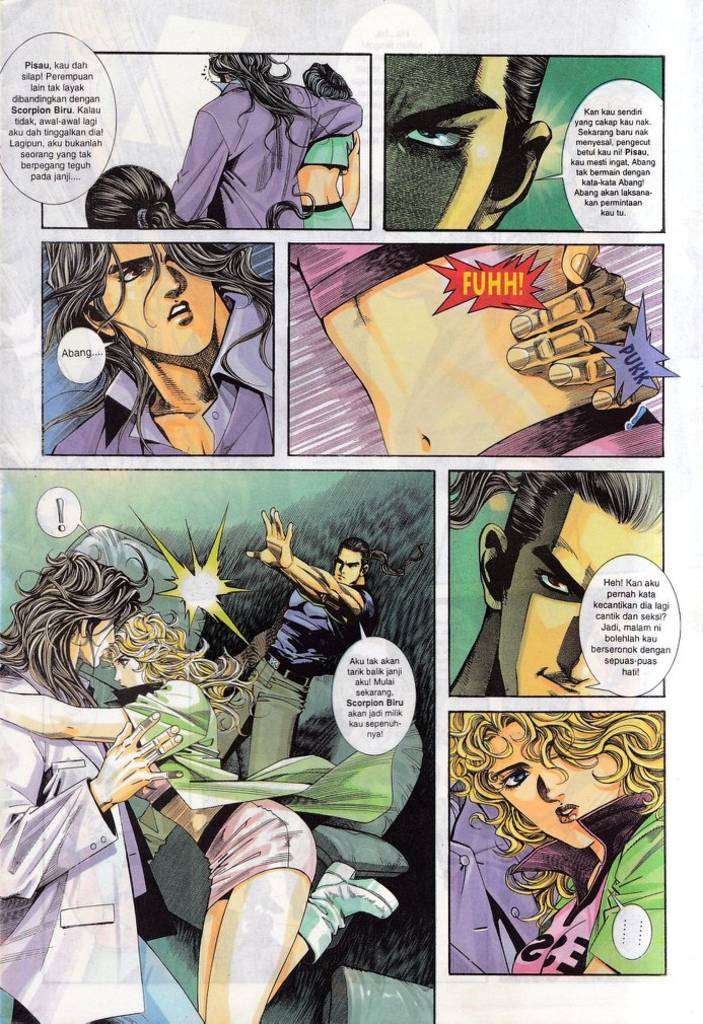 Pisau, kau dah
silap! Perempuan
lain tak layak
dibandingkan dengan
Scorpion Biru. Kalau
tidak, awal-awal lagi
aku dah tinggalkan dia!
Lagipun, aku bukanlah
seorang yang tak
berpegang teguh
pada janji....
Kan kau sendiri
yang cakap kau nak.
Sekarang baru nak
menyesal, pengecut
betul kau ni! Pisau,
kau mesti ingat, Abang
tak bermain dengan
kata-kata Abang!
Abang akan laksana-
kan permintaan
kau tu.
Abang....
FUHH!
PUKK
!
!
Aku tak akan
tarik balik janji
aku! Mulai
sekarang,
Scorpion Biru
akan jadi milik
kau sepenuh-
nya!
Heh! Kan aku
pernah kata
kecantikan dia lagi
cantik dan seksi?
Jadi, malam ni
bolehlah kau
berseronok dengan
sepuas-puas
hati!
......